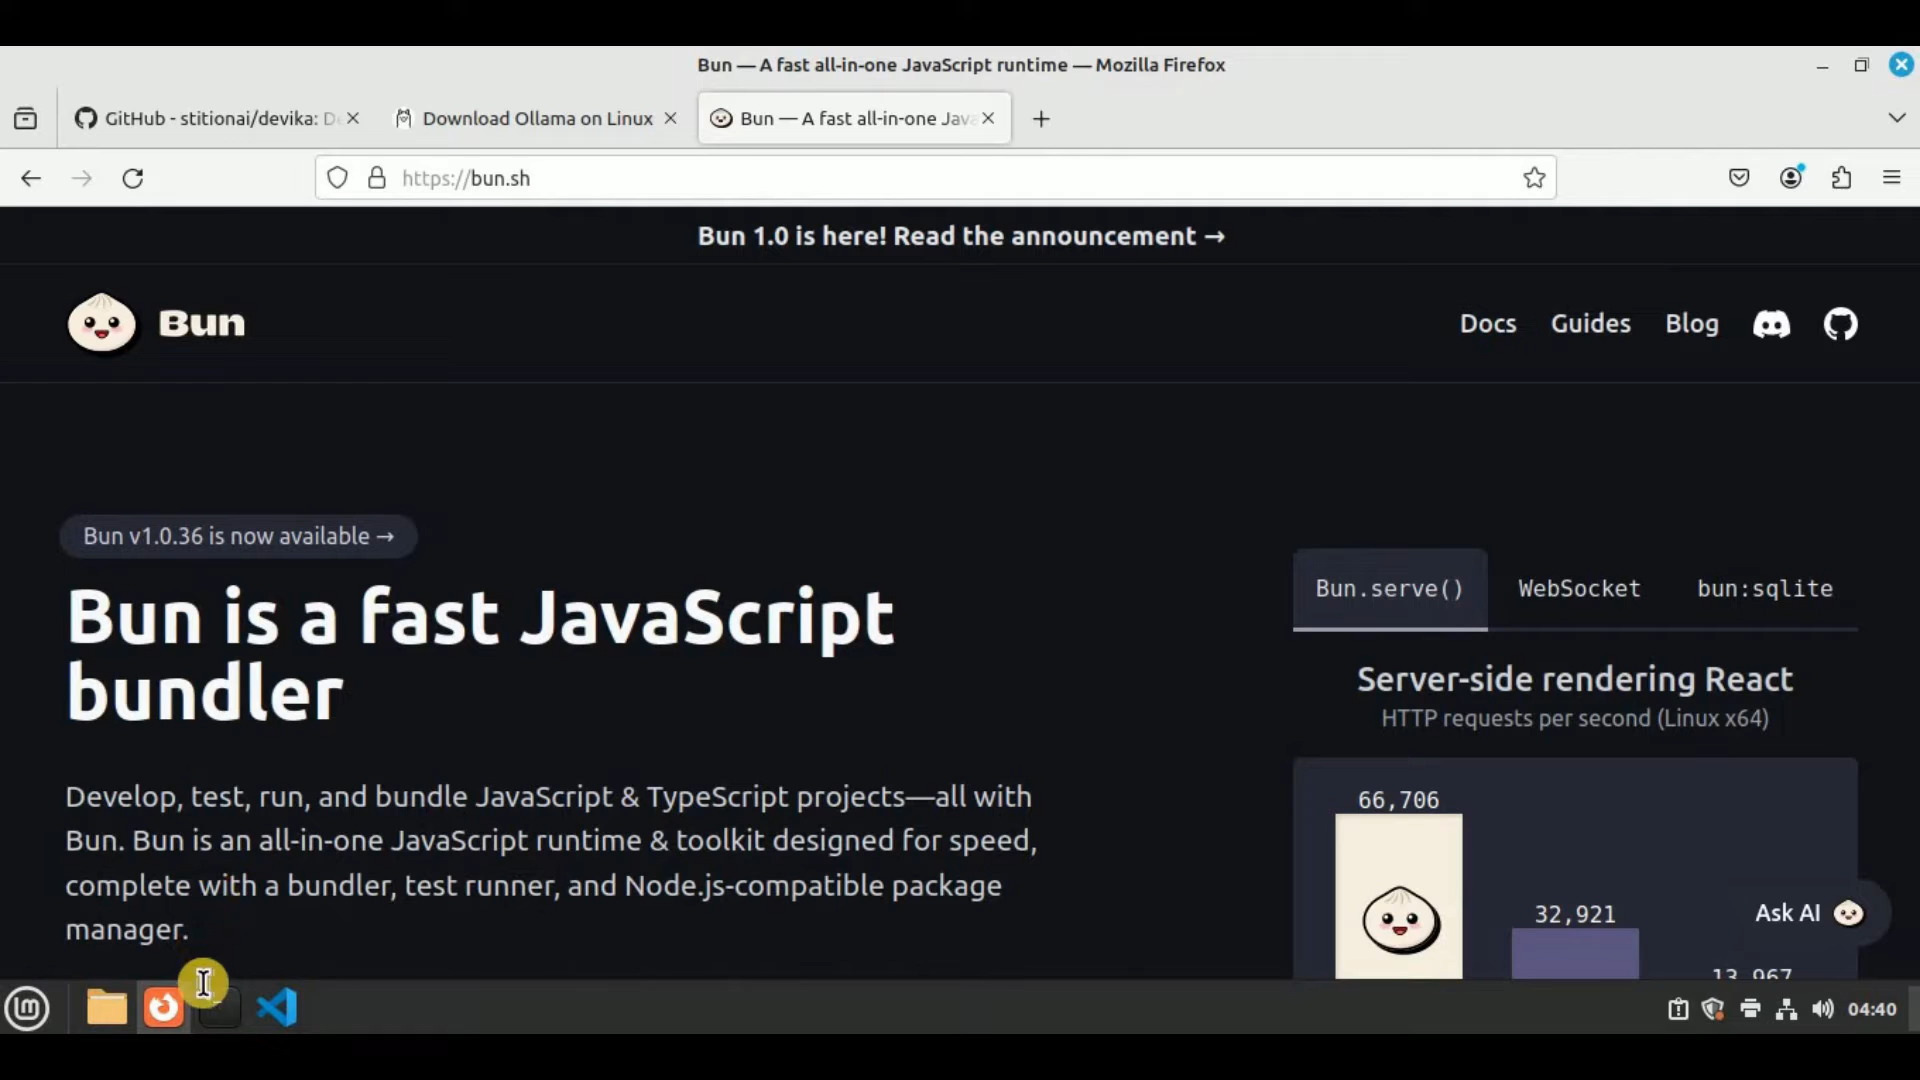 Bun — A fast all-in-one JavaScript runtime — Mozilla Firefox
GitHub - stitionai/devika: De
Download Ollama on Linux
Bun — A fast all-in-one Java
https://bun.sh
Bun 1.0 is here! Read the announcement →
Bun
Docs
Guides
Blog
Bun v1.0.36 is now available →
Bun is a fast JavaScript
bundler
Develop, test, run, and bundle JavaScript & TypeScript projects—all with
Bun. Bun is an all-in-one JavaScript runtime & toolkit designed for speed,
complete with a bundler, test runner, and Node.js-compatible package
manager.
Bun.serve()
WebSocket
bun:sqlite
Server-side rendering React
HTTP requests per second (Linux x64)
66,706
32,921
13,967
Ask AI
04:40